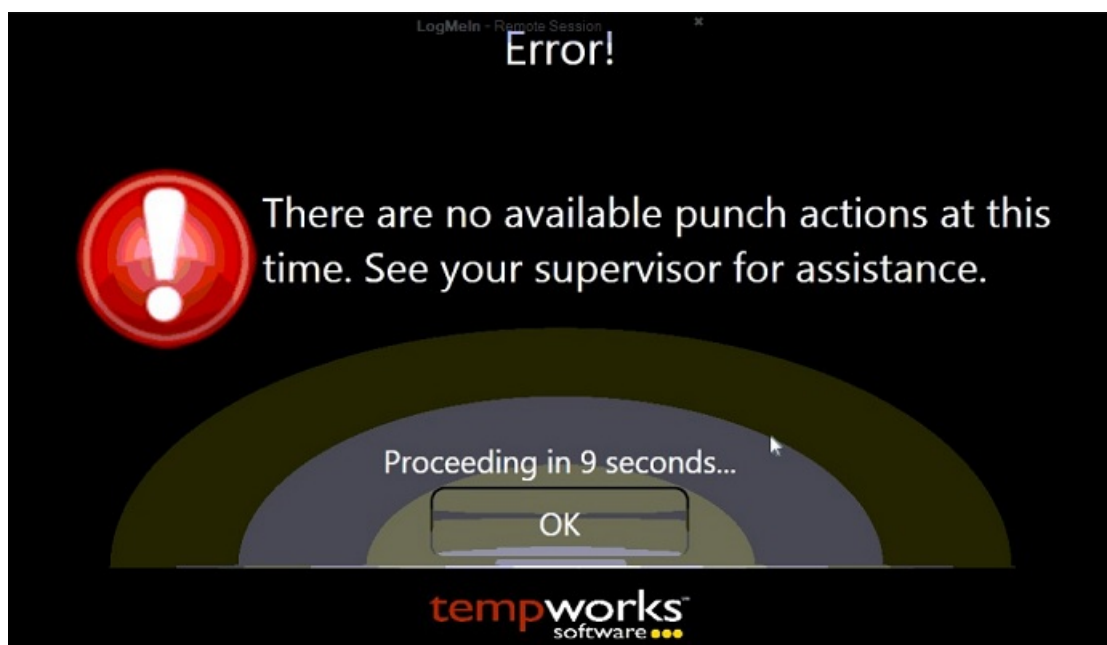 LogMeIn - Remote Session
Error!
There are no available punch actions at this
time. See your supervisor for assistance.
Proceeding in 9 seconds...
OK
tempworks
software